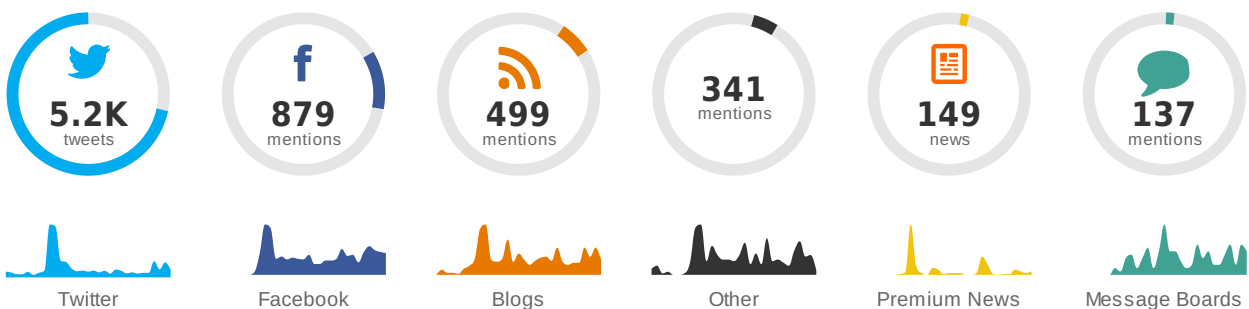 5.2K
tweets
879
mentions
499
mentions
341
mentions
149
news
137
mentions
Twitter
Facebook
Blogs
Other
Premium News
Message Boards